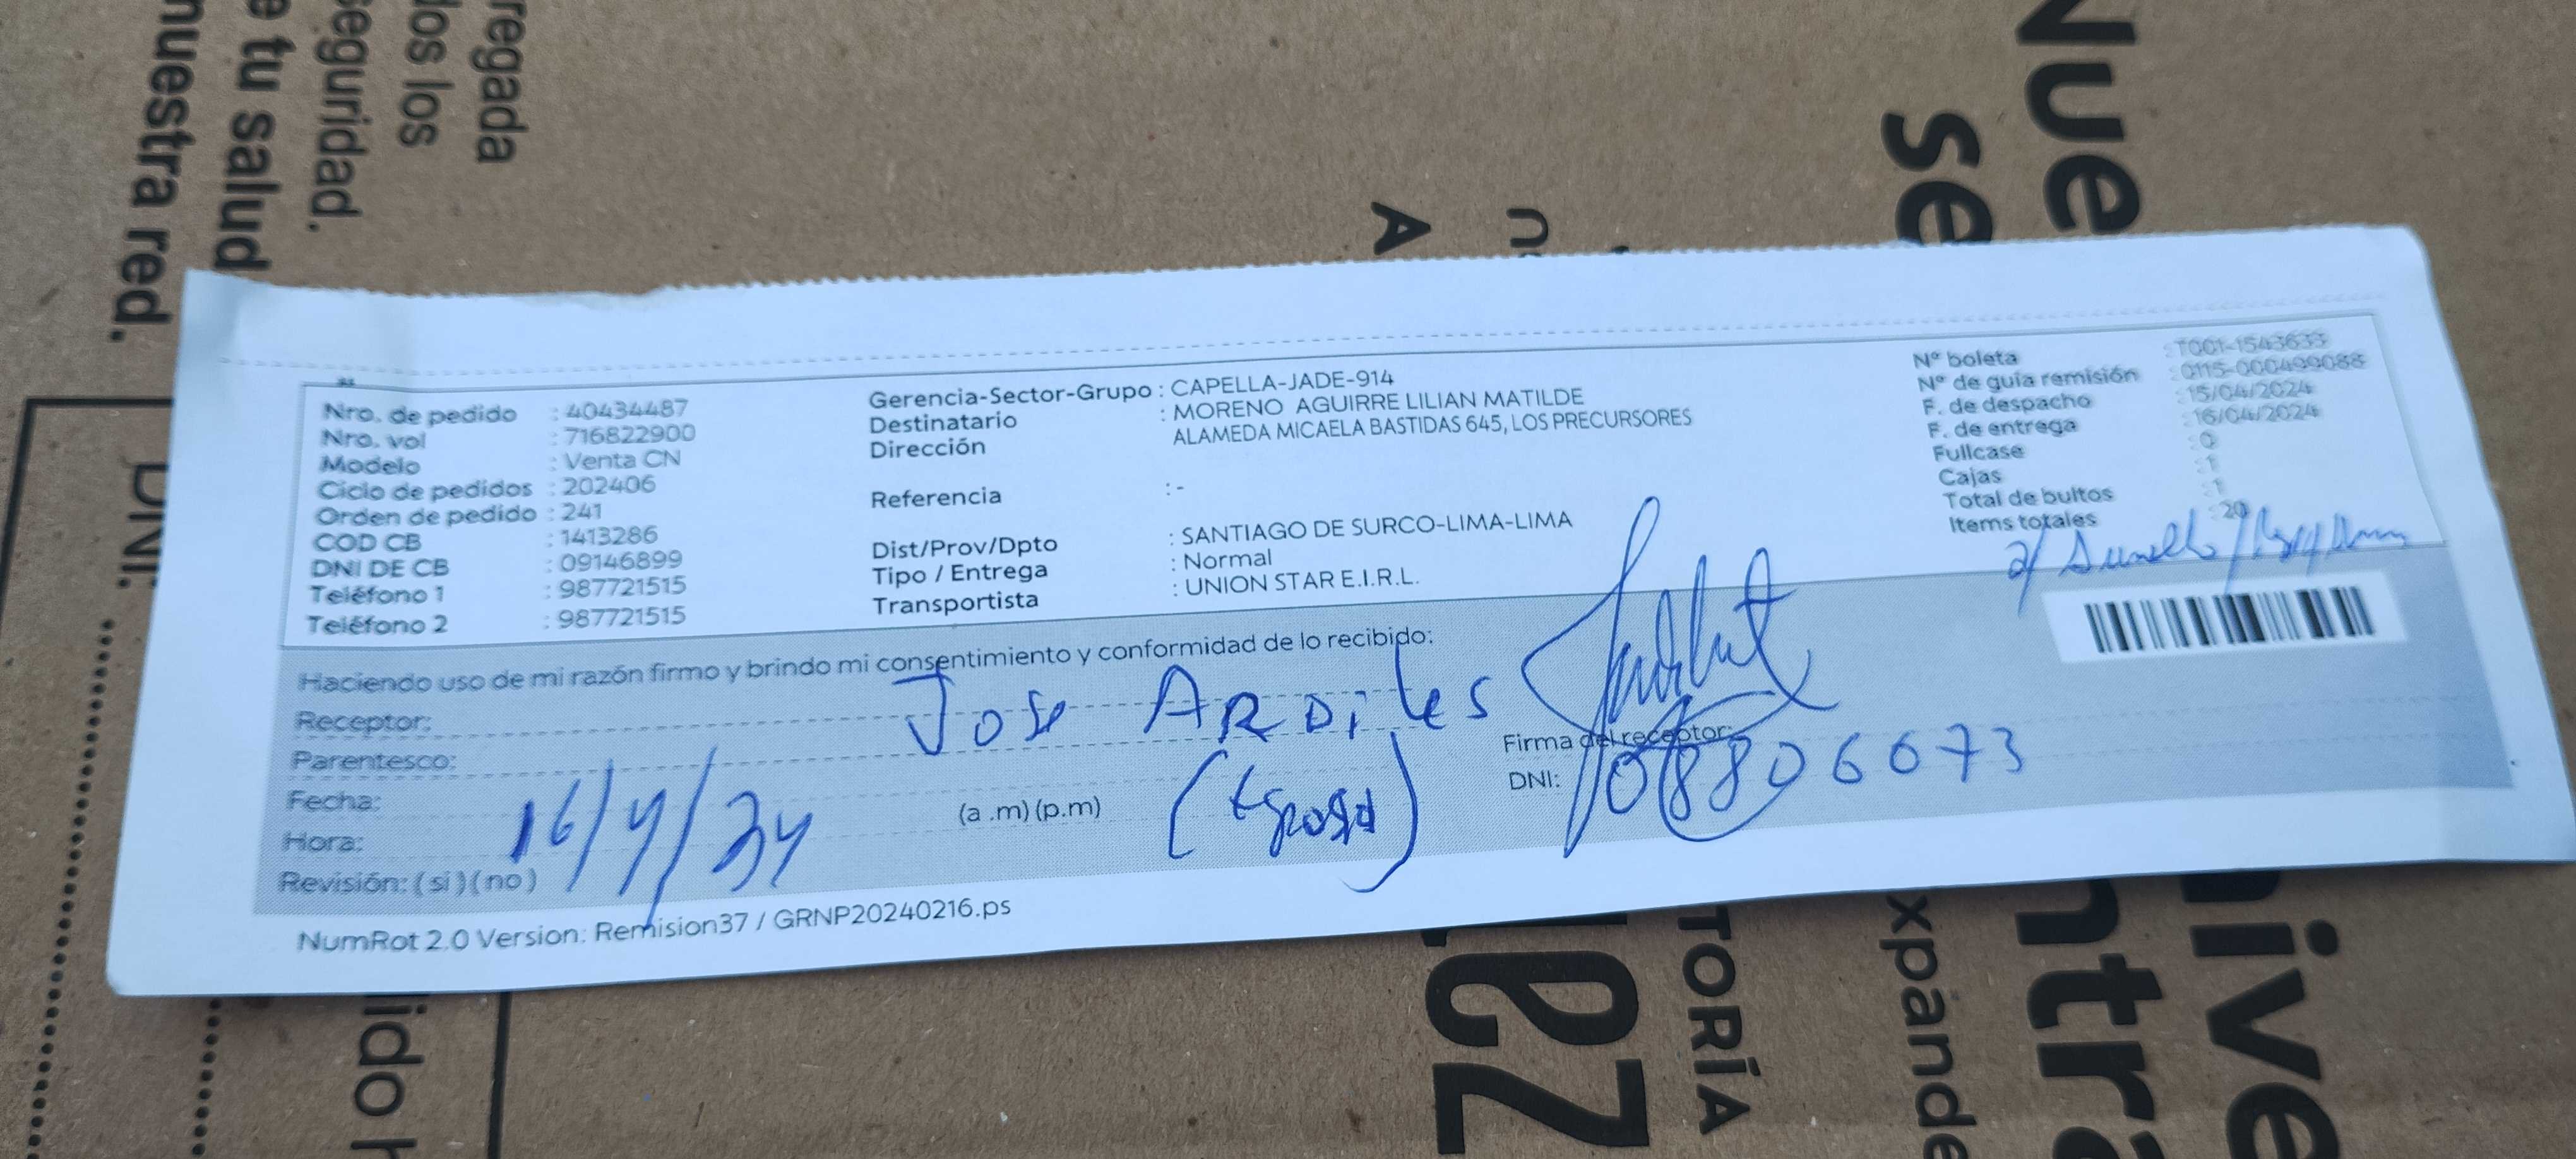 regada
los los
seguridad.
e tu salud
nuestra red.
Nue
se
A
DNI:
Nro. de pedido : 40434487
Nro. vol : 716822900
Modelo : Venta CN
Ciclo de pedidos : 202406
Orden de pedido : 241
COD CB : 1413286
DNI DE CB : 09146899
Teléfono 1 : 987721515
Teléfono 2 : 987721515
Gerencia-Sector-Grupo : CAPELLA-JADE-914
Destinatario : MORENO AGUIRRE LILIAN MATILDE
Dirección ALAMEDA MICAELA BASTIDAS 645, LOS PRECURSORES
Referencia : -
Dist/Prov/Dpto : SANTIAGO DE SURCO-LIMA-LIMA
Tipo / Entrega : Normal
Transportista : UNION STAR E.I.R.L.
Nº boleta : T001-1543633
Nº de guía remisión : 0115-000499088
F. de despacho : 15/04/2024
F. de entrega : 16/04/2024
Fullcase : 0
Cajas : 1
Total de bultos : 1
Items totales : 20
Haciendo uso de mi razón firmo y brindo mi consentimiento y conformidad de lo recibido:
Receptor: Jose ARDiles
Parentesco:
Fecha: 16/4/24
Hora: (a .m) (p.m)
Revisión: ( si ) ( no )
Firma del receptor:
DNI: 08806673
NumRot 2.0 Version: Remision37 / GRNP20240216.ps
TORÍA
xpande
ntra
nive